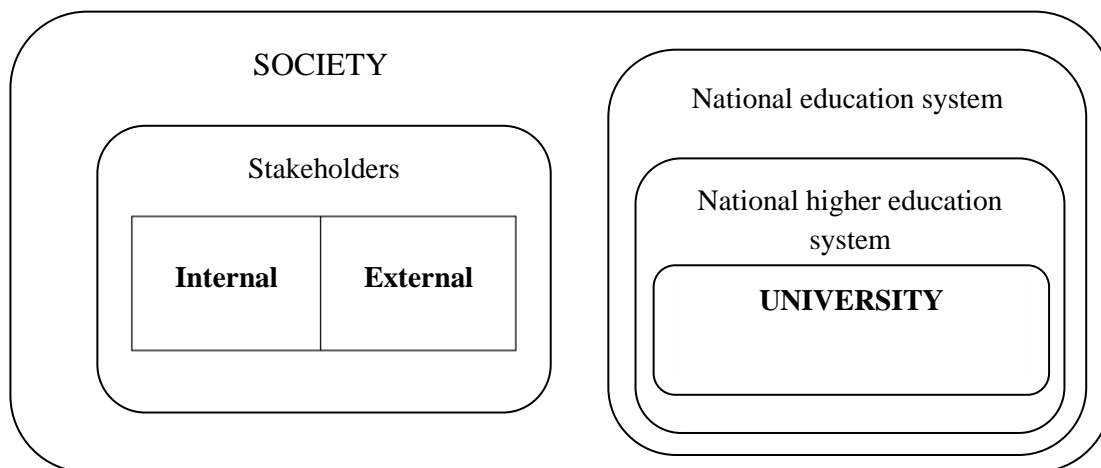 SOCIETY
Stakeholders
Internal
External
National education system
National higher education
system
UNIVERSITY